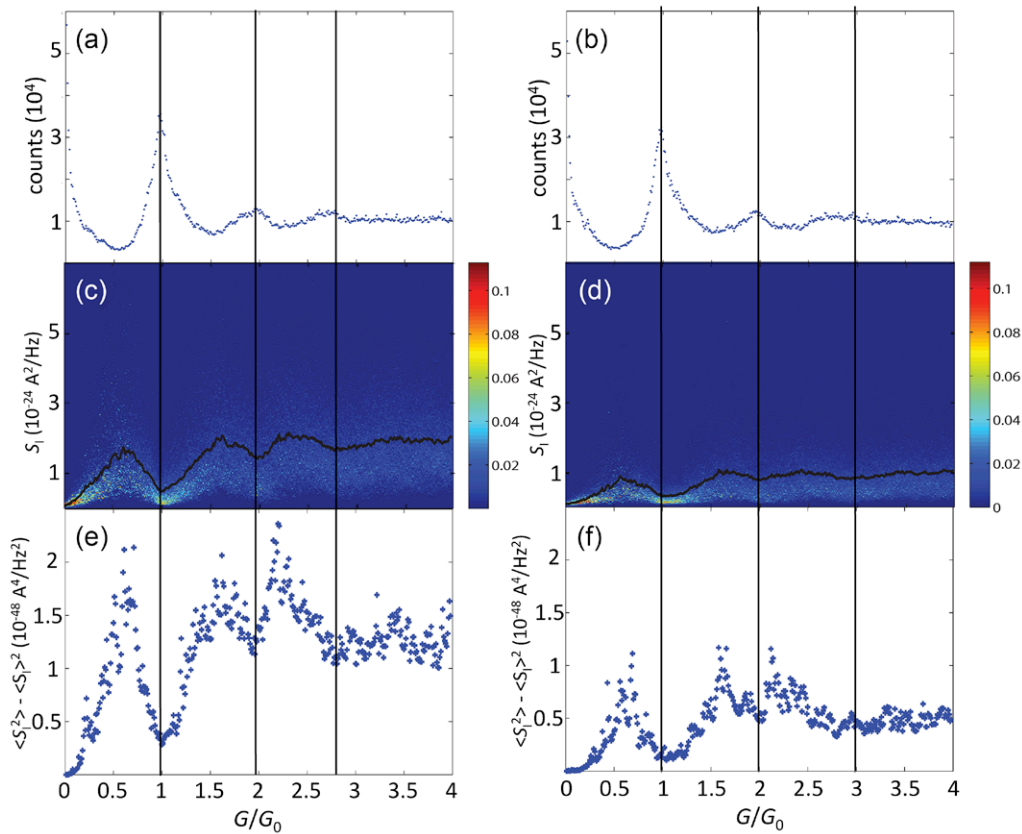 (a)
5
3
1
counts (10⁴)
(b)
5
3
1
counts (10⁴)
(c)
5
3
1
S_I (10⁻²⁴ A²/Hz)
0.1
0.08
0.06
0.04
0.02
(d)
5
3
1
S_I (10⁻²⁴ A²/Hz)
0.1
0.08
0.06
0.04
0.02
0
(e)
2
1.5
1
0.5
0 0.5 1 1.5 2 2.5 3 3.5 4
<S_I²> - <S_I>² (10⁻⁴⁸ A⁴/Hz²)
G/G₀
(f)
2
1.5
1
0.5
0 0.5 1 1.5 2 2.5 3 3.5 4
<S_I²> - <S_I>² (10⁻⁴⁸ A⁴/Hz²)
G/G₀